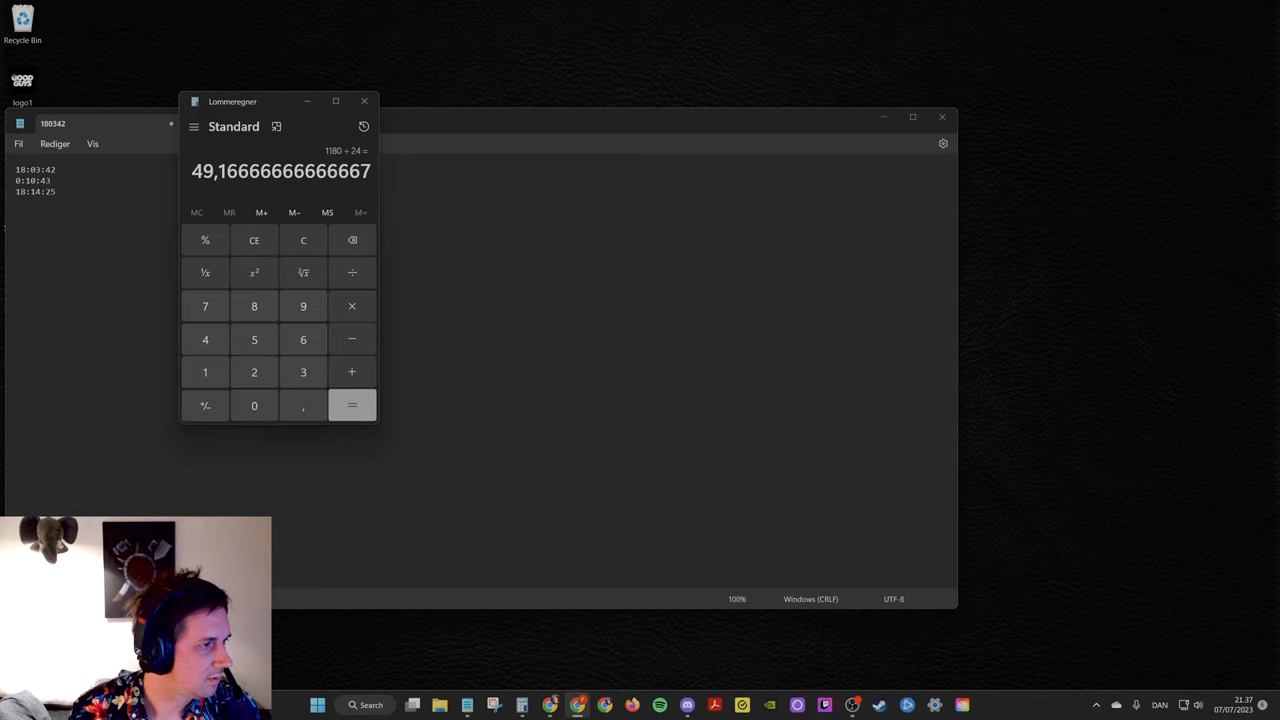 Recycle Bin
GOOD
GUYS
logo1
Lommeregner
Standard
1180 ÷ 24 =
49,16666666666667
MC MR M+ M− MS M
% CE C
¹/x x² ²√x ÷
7 8 9 ×
4 5 6 −
1 2 3 +
+/− 0 , =
180342
Fil Rediger Vis
18:03:42
0:10:43
18:14:25
100% Windows (CRLF) UTF-8
Search
DAN
21.37
07/07/2023